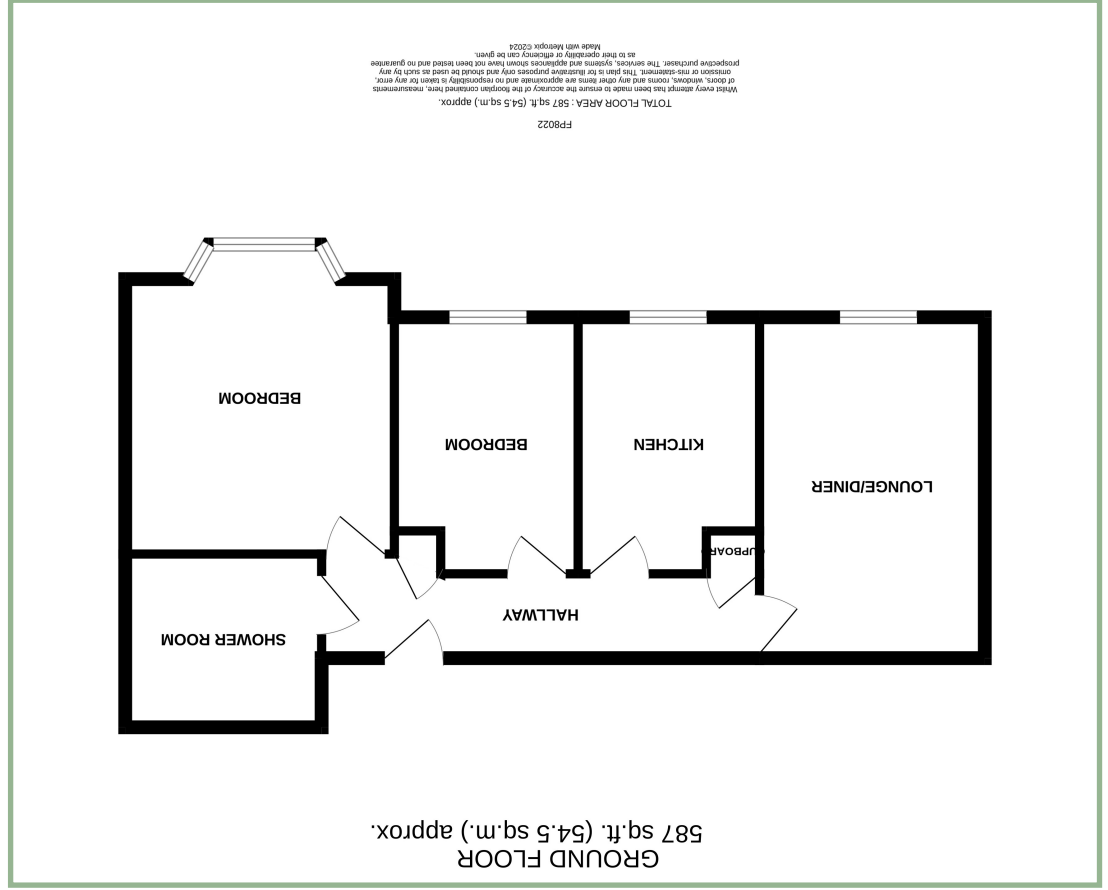 GROUND FLOOR
587 sq.ft. (54.5 sq.m.) approx.
SHOWER ROOM
HALLWAY
CUPBOARD
LOUNGE/DINER
KITCHEN
BEDROOM
BEDROOM
FP8022
TOTAL FLOOR AREA : 587 sq.ft. (54.5 sq.m.) approx.
Whilst every attempt has been made to ensure the accuracy of the floorplan contained here, measurements
of doors, windows, rooms and any other items are approximate and no responsibility is taken for any error,
omission or mis-statement. This plan is for illustrative purposes only and should be used as such by any
prospective purchaser. The services, systems and appliances shown have not been tested and no guarantee
as to their operability or efficiency can be given.
Made with Metropix ©2024